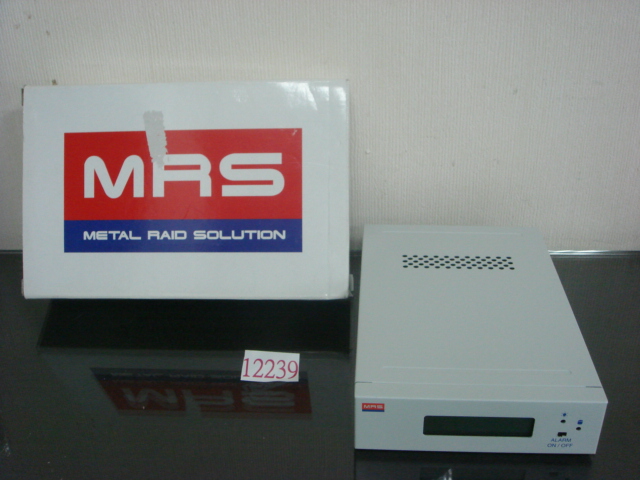 MRS
METAL RAID SOLUTION
12239
MRS
ALARM
ON/OFF